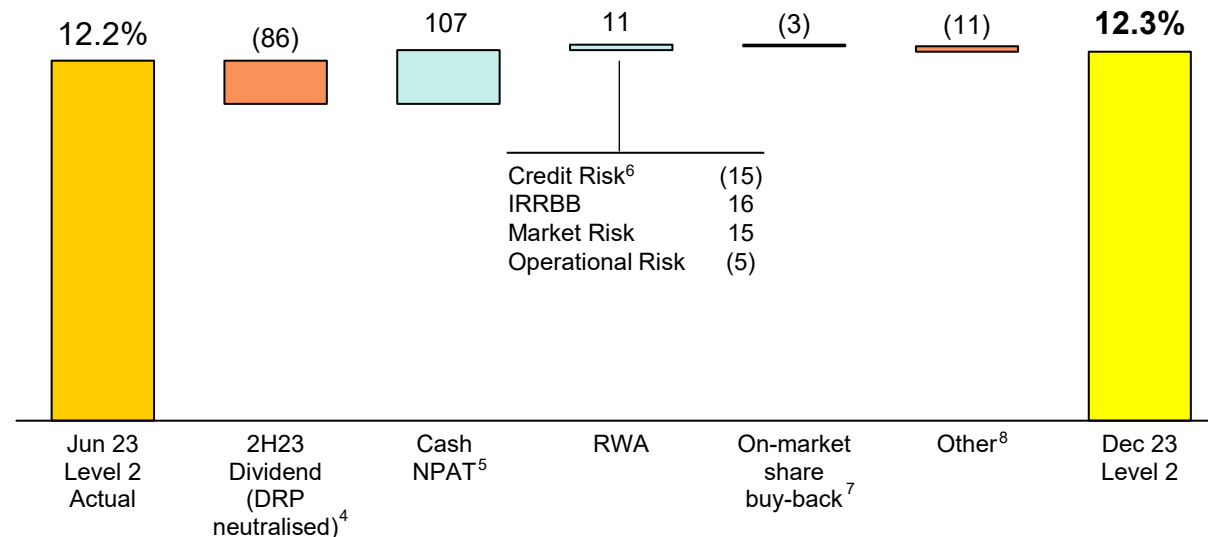 12.2%
(86)
107
11
(3)
(11)
12.3%
Credit Risk6 (15)
IRRBB 16
Market Risk 15
Operational Risk (5)
Jun 23
Level 2
Actual
2H23
Dividend
(DRP
neutralised)4
Cash
NPAT5
RWA
On-market
share
buy-back7
Other8
Dec 23
Level 2